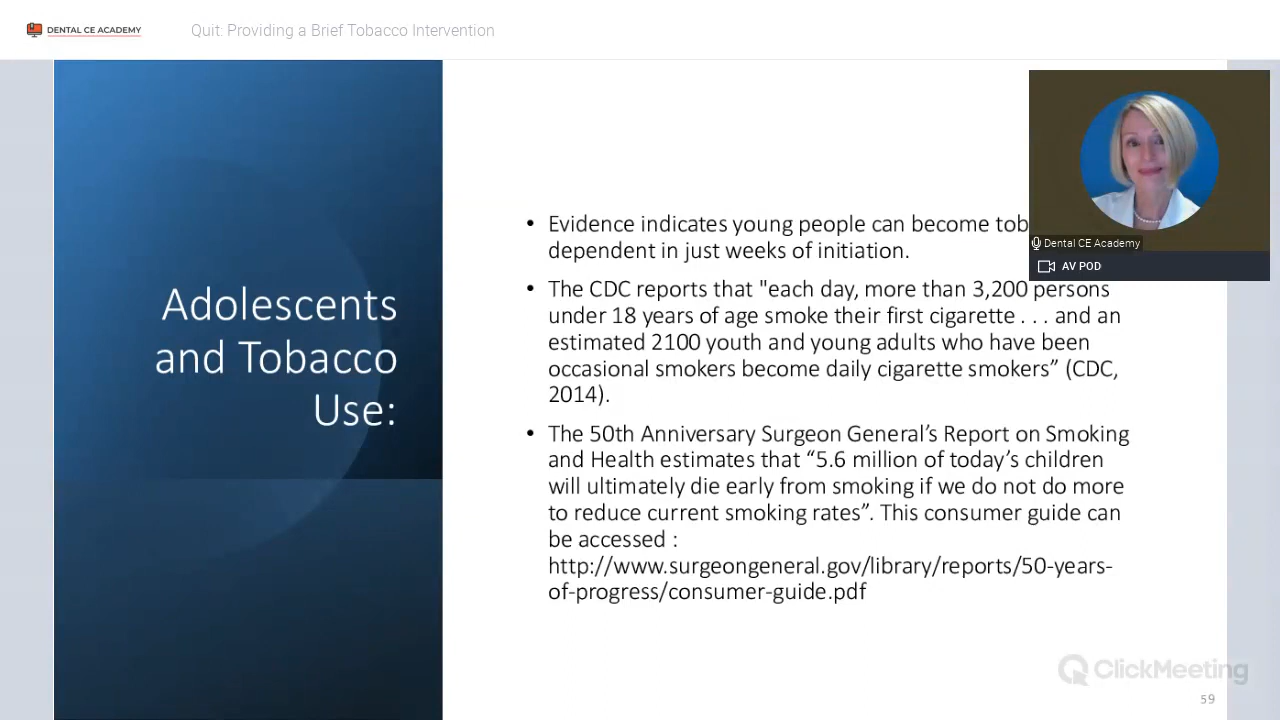 DENTAL CE ACADEMY
Quit: Providing a Brief Tobacco Intervention
Adolescents
and Tobacco
Use:
• Evidence indicates young people can become tob
dependent in just weeks of initiation.
• The CDC reports that "each day, more than 3,200 persons
under 18 years of age smoke their first cigarette . . . and an
estimated 2100 youth and young adults who have been
occasional smokers become daily cigarette smokers” (CDC,
2014).
• The 50th Anniversary Surgeon General’s Report on Smoking
and Health estimates that “5.6 million of today’s children
will ultimately die early from smoking if we do not do more
to reduce current smoking rates”. This consumer guide can
be accessed :
http://www.surgeongeneral.gov/library/reports/50-years-
of-progress/consumer-guide.pdf
Dental CE Academy
AV POD
ClickMeeting
59